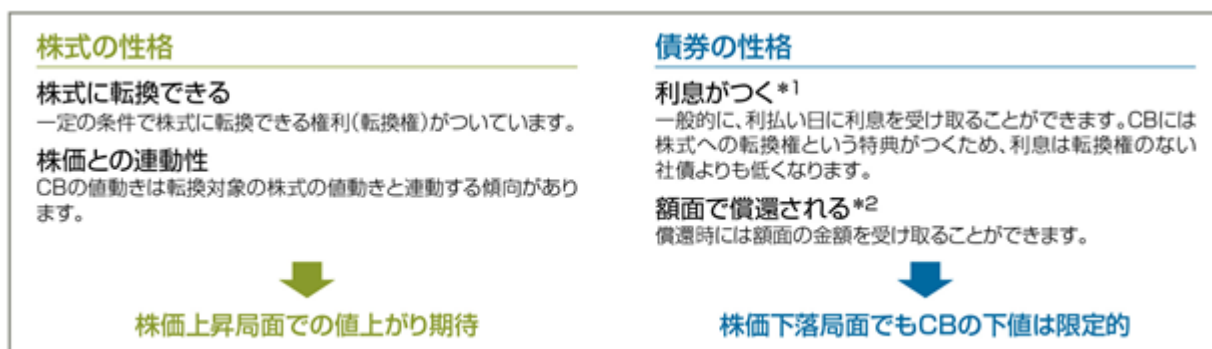 株式の性格
株式に転換できる
一定の条件で株式に転換できる権利(転換権)がついています。
株価との連動性
CBの値動きは転換対象の株式の値動きと連動する傾向があり
ます。
株価上昇局面での値上がり期待
債券の性格
利息がつく*1
一般的に、利払い日に利息を受け取ることができます。CBには
株式への転換権という特典がつくため、利息は転換権のない
社債よりも低くなります。
額面で償還される*2
償還時には額面の金額を受け取ることができます。
株価下落局面でもCBの下値は限定的